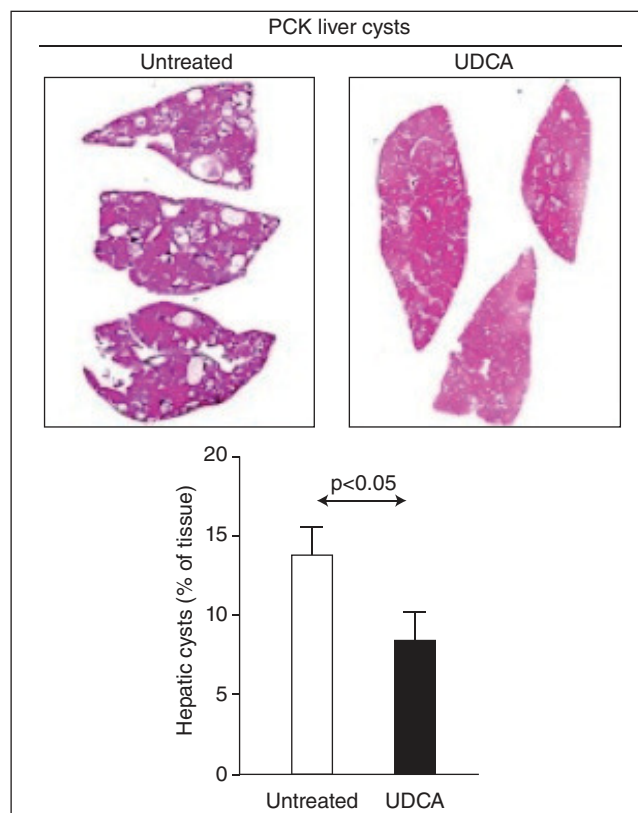 PCK liver cysts
Untreated
UDCA
Hepatic cysts (% of tissue)
20
15
10
5
0
p<0.05
Untreated
UDCA